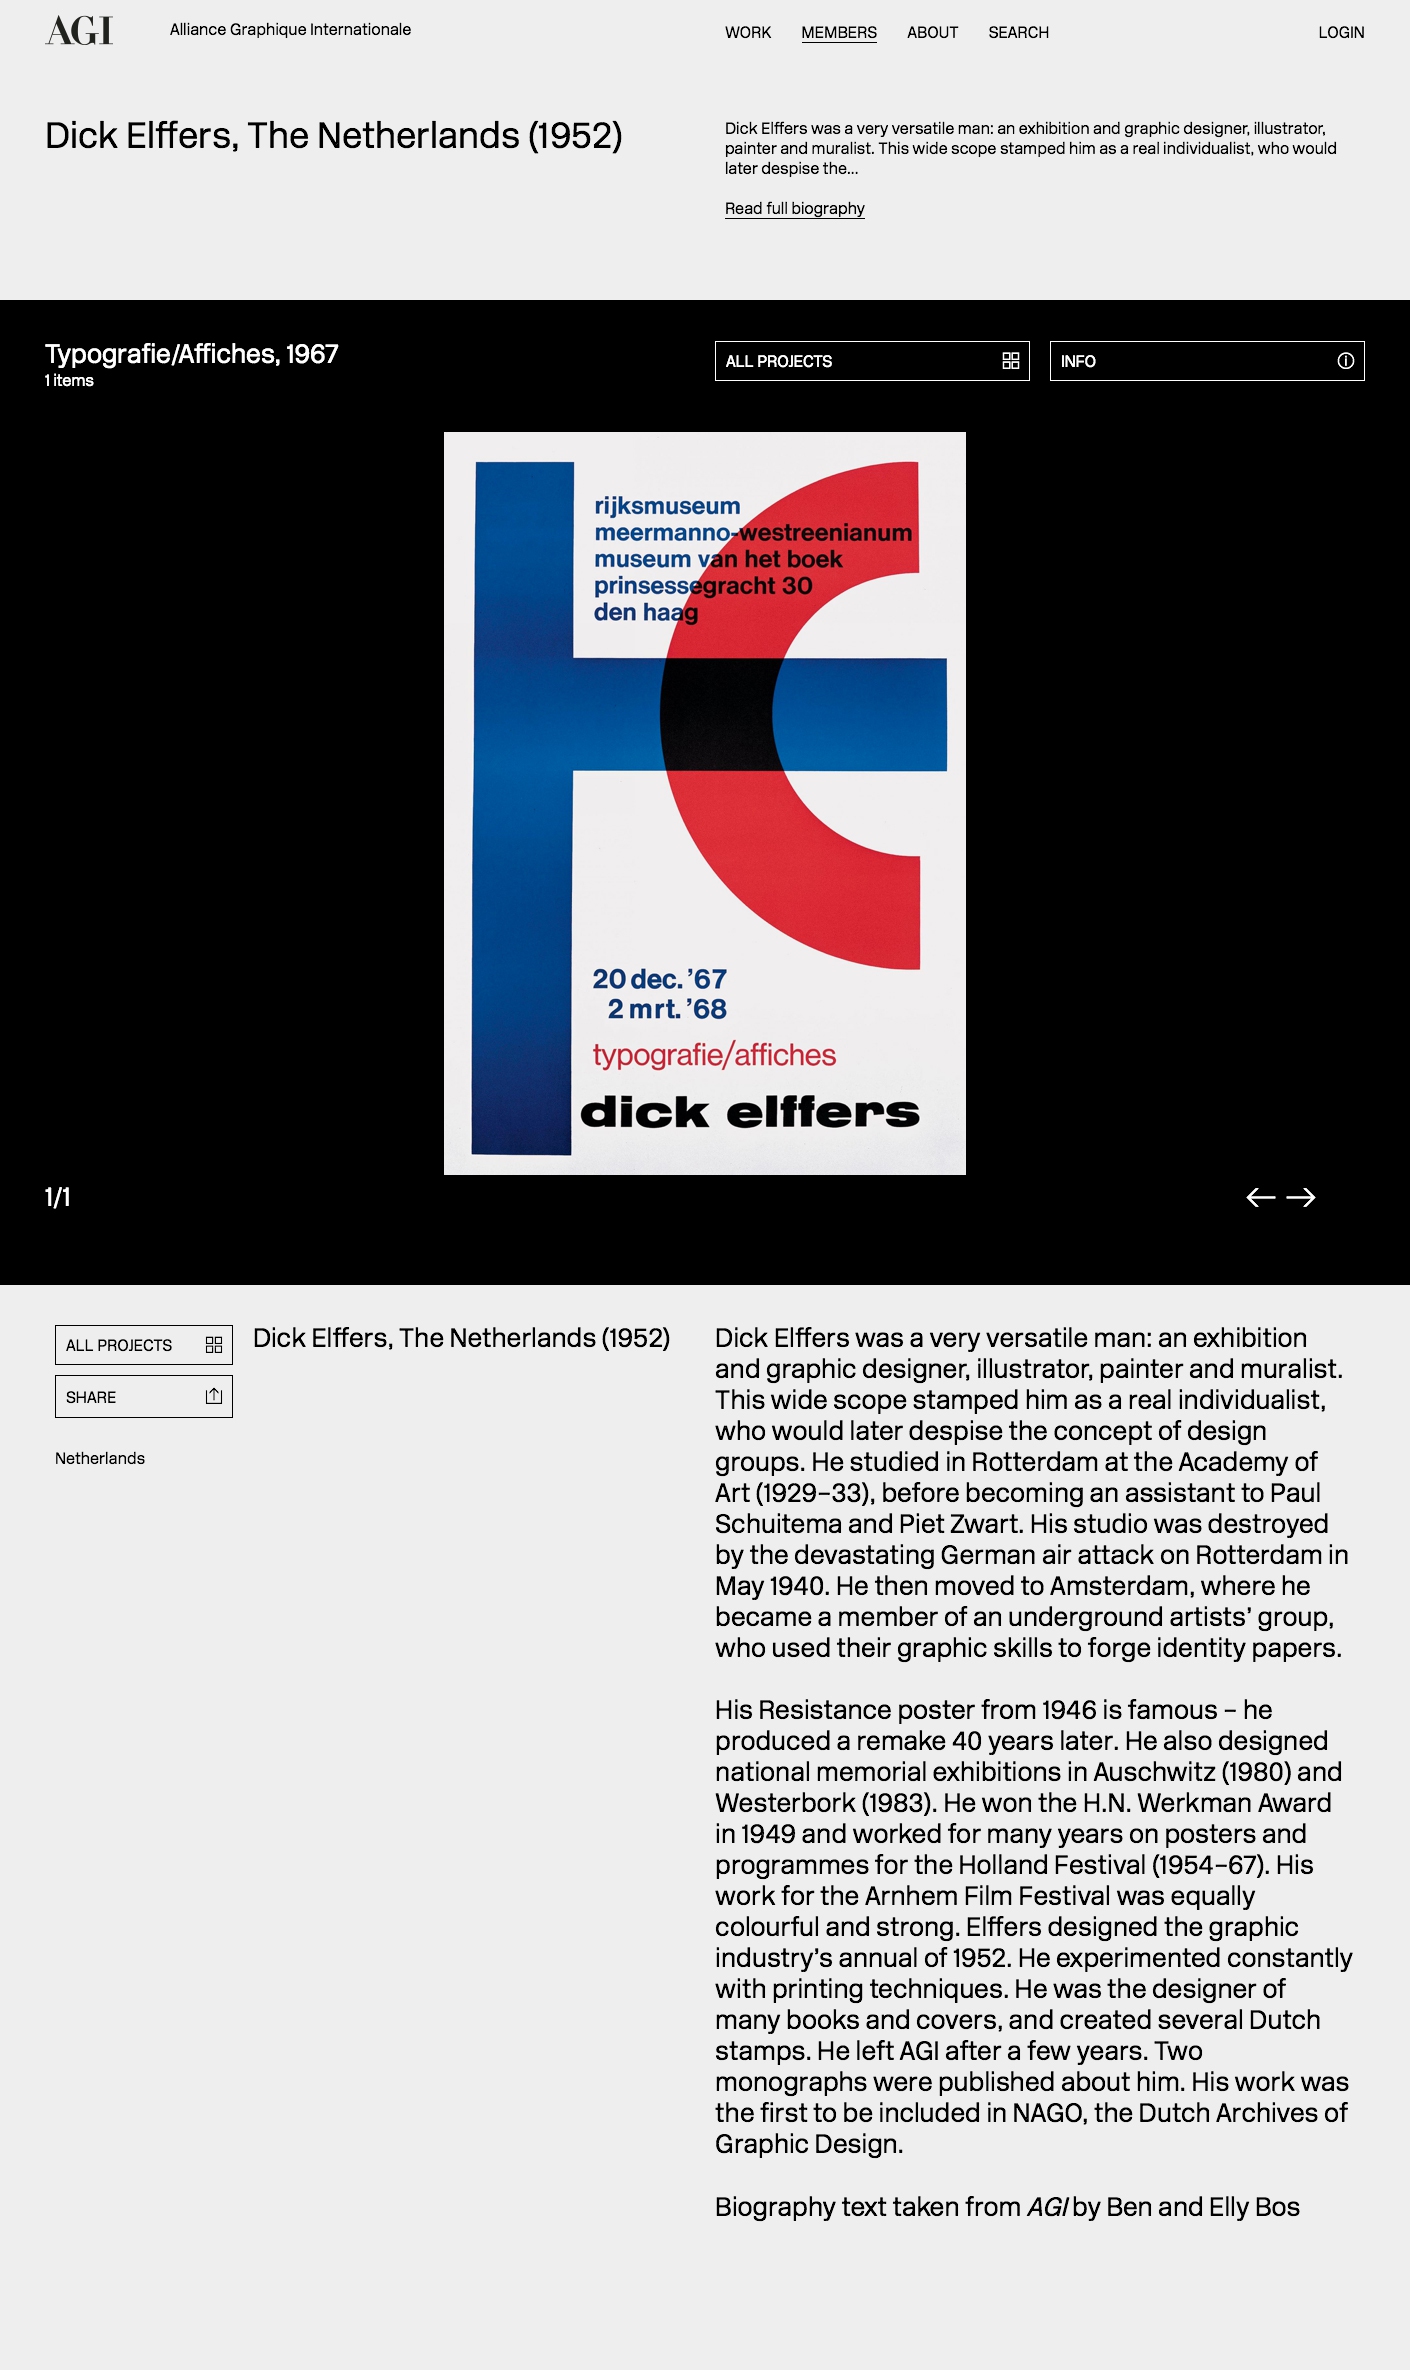 AGI
Alliance Graphique Internationale
WORK
MEMBERS
ABOUT
SEARCH
LOGIN
Dick Elffers, The Netherlands (1952)
Dick Elffers was a very versatile man: an exhibition and graphic designer, illustrator,
painter and muralist. This wide scope stamped him as a real individualist, who would
later despise the...
Read full biography
Typografie/Affiches, 1967
1 items
ALL PROJECTS
INFO
rijksmuseum
meermanno-westreenianum
museum van het boek
prinsessegracht 30
den haag
20 dec. ’67
2 mrt. ’68
typografie/affiches
dick elffers
1/1
ALL PROJECTS
SHARE
Netherlands
Dick Elffers, The Netherlands (1952)
Dick Elffers was a very versatile man: an exhibition
and graphic designer, illustrator, painter and muralist.
This wide scope stamped him as a real individualist,
who would later despise the concept of design
groups. He studied in Rotterdam at the Academy of
Art (1929–33), before becoming an assistant to Paul
Schuitema and Piet Zwart. His studio was destroyed
by the devastating German air attack on Rotterdam in
May 1940. He then moved to Amsterdam, where he
became a member of an underground artists’ group,
who used their graphic skills to forge identity papers.
His Resistance poster from 1946 is famous – he
produced a remake 40 years later. He also designed
national memorial exhibitions in Auschwitz (1980) and
Westerbork (1983). He won the H.N. Werkman Award
in 1949 and worked for many years on posters and
programmes for the Holland Festival (1954–67). His
work for the Arnhem Film Festival was equally
colourful and strong. Elffers designed the graphic
industry’s annual of 1952. He experimented constantly
with printing techniques. He was the designer of
many books and covers, and created several Dutch
stamps. He left AGI after a few years. Two
monographs were published about him. His work was
the first to be included in NAGO, the Dutch Archives of
Graphic Design.
Biography text taken from AGI by Ben and Elly Bos